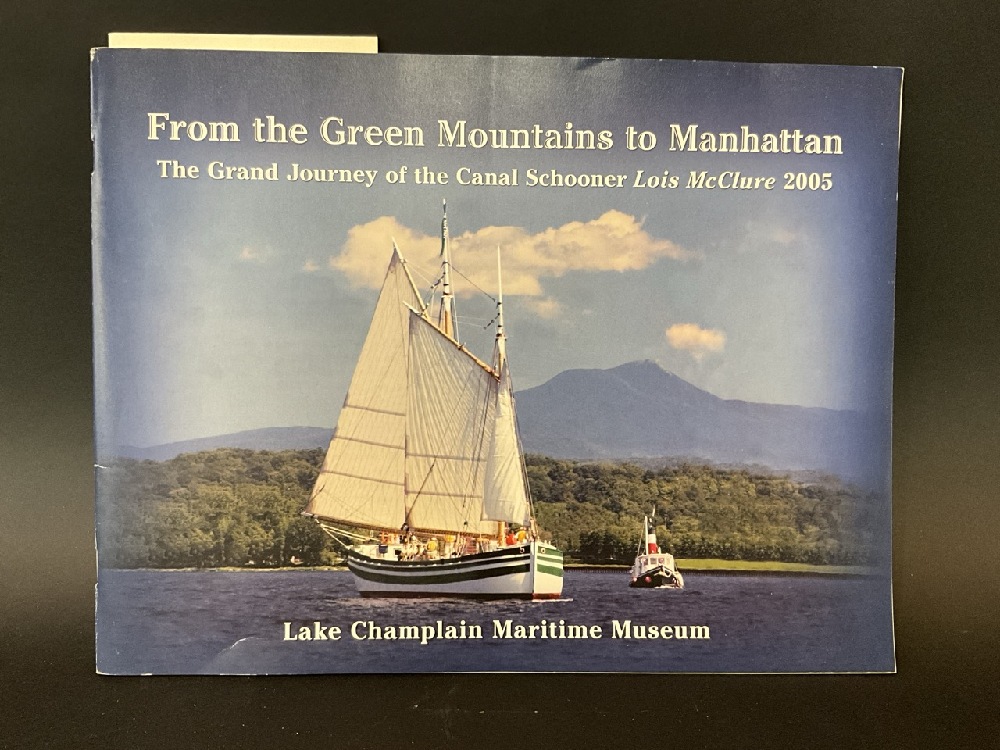 From the Green Mountains to Manhattan
The Grand Journey of the Canal Schooner Lois McClure 2005
Lake Champlain Maritime Museum